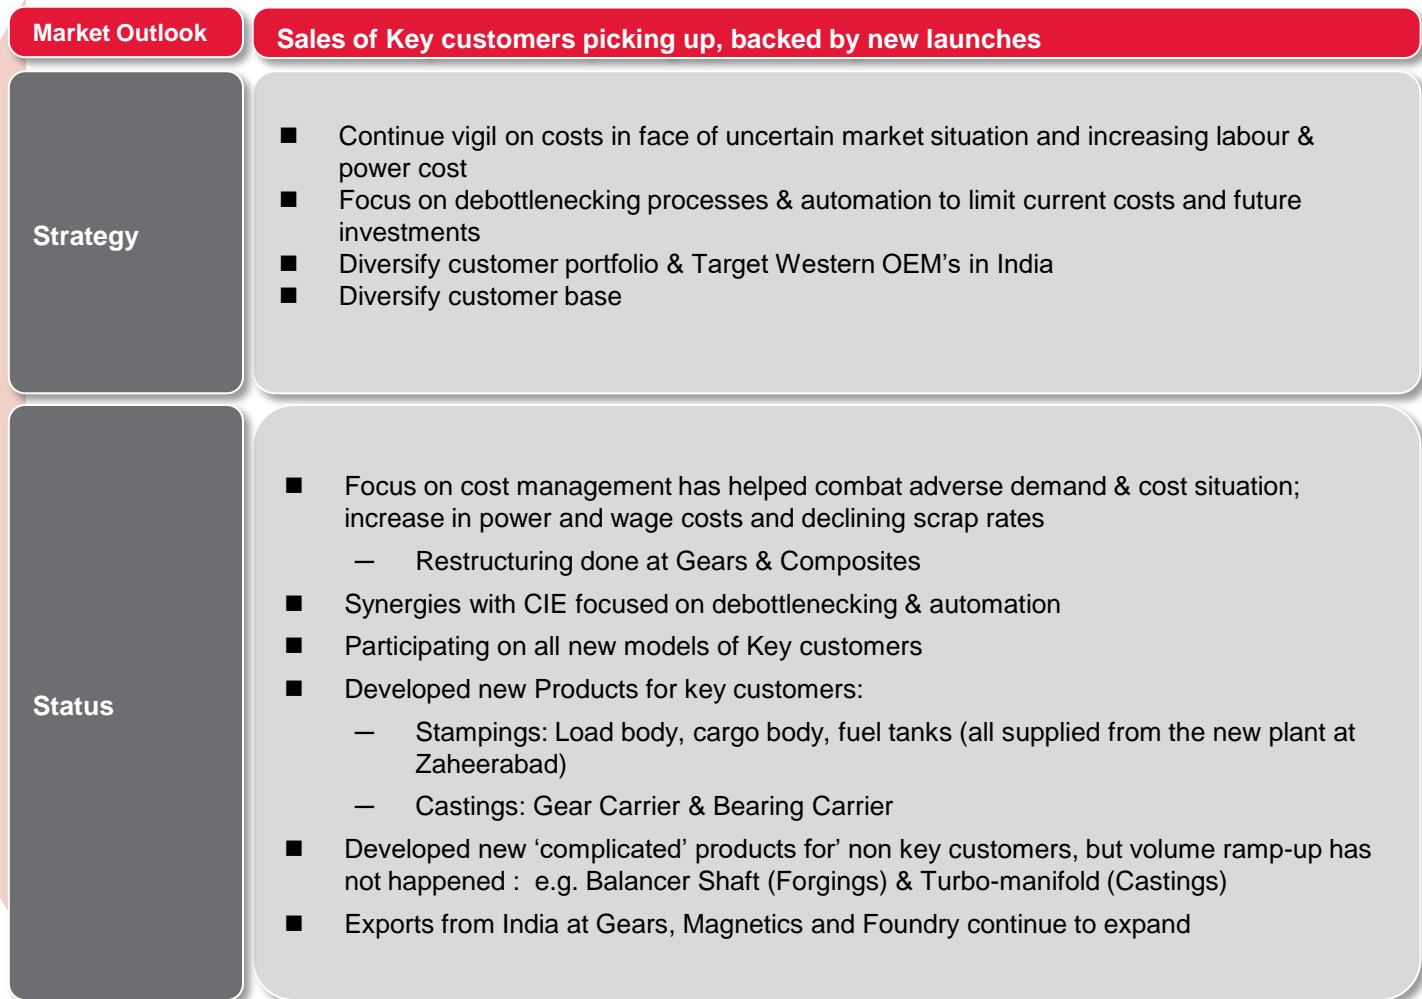 Market Outlook
Sales of Key customers picking up, backed by new launches
Strategy
■ Continue vigil on costs in face of uncertain market situation and increasing labour &
power cost
■ Focus on debottlenecking processes & automation to limit current costs and future
investments
■ Diversify customer portfolio & Target Western OEM’s in India
■ Diversify customer base
Status
■ Focus on cost management has helped combat adverse demand & cost situation;
increase in power and wage costs and declining scrap rates
─ Restructuring done at Gears & Composites
■ Synergies with CIE focused on debottlenecking & automation
■ Participating on all new models of Key customers
■ Developed new Products for key customers:
─ Stampings: Load body, cargo body, fuel tanks (all supplied from the new plant at
Zaheerabad)
─ Castings: Gear Carrier & Bearing Carrier
■ Developed new ‘complicated’ products for’ non key customers, but volume ramp-up has
not happened : e.g. Balancer Shaft (Forgings) & Turbo-manifold (Castings)
■ Exports from India at Gears, Magnetics and Foundry continue to expand